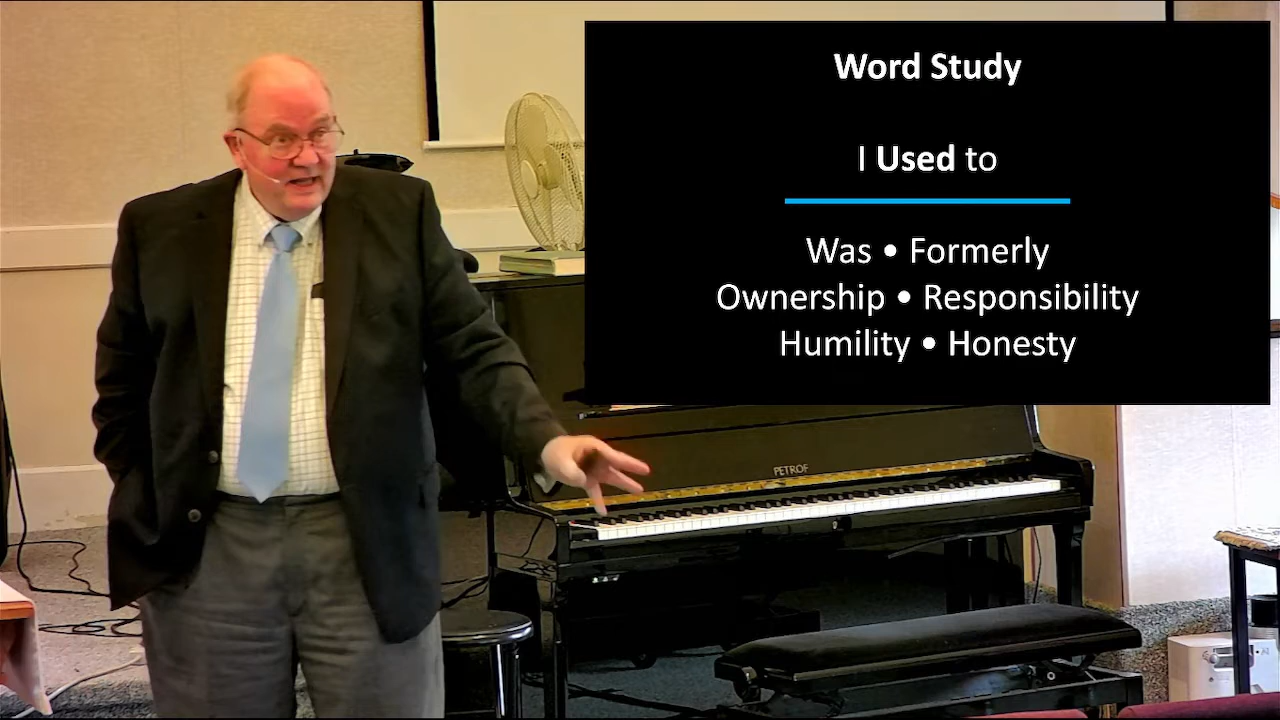 Word Study
I Used to
Was • Formerly
Ownership • Responsibility
Humility • Honesty
PETROF